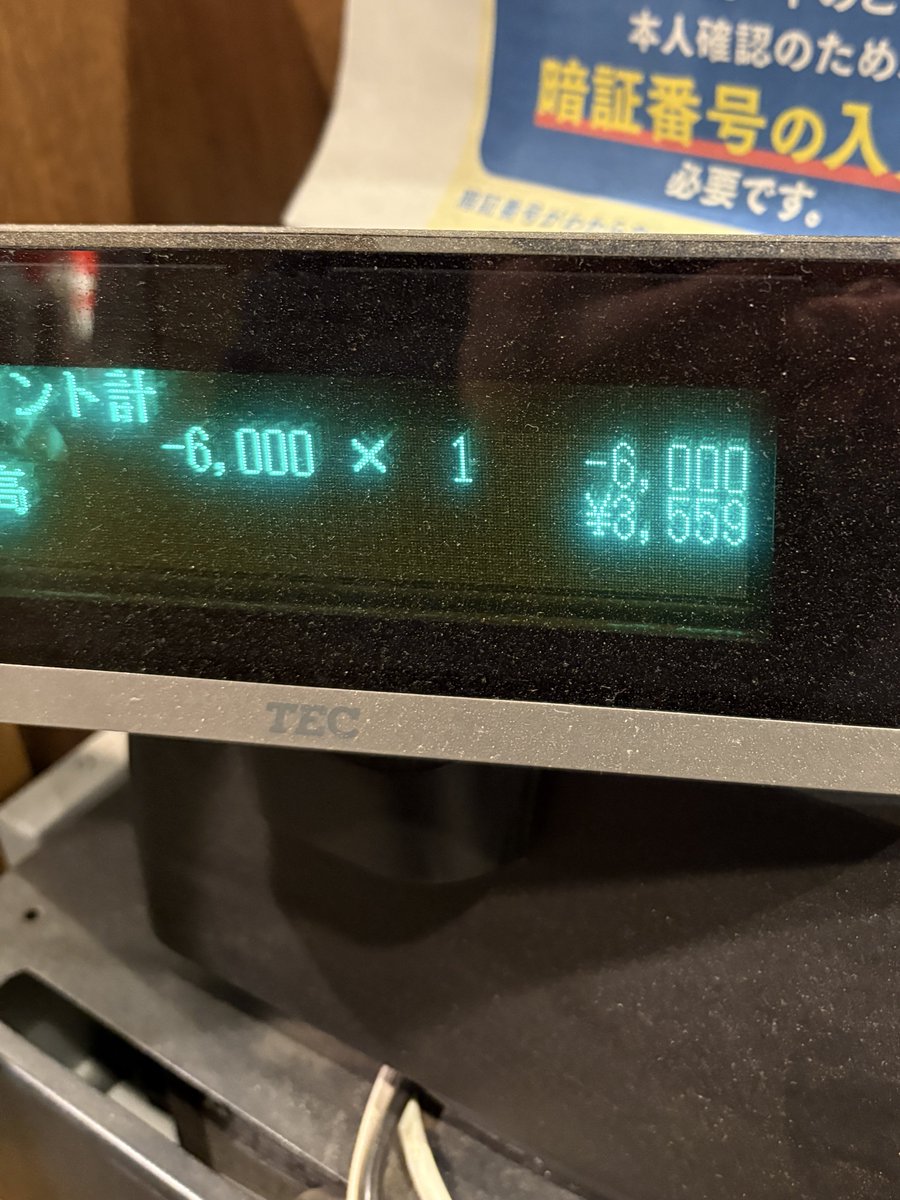 本人確認のため
暗証番号の入
必要です。
ント計
-6,000 × 1 -6,000
高 ¥3,559
TEC